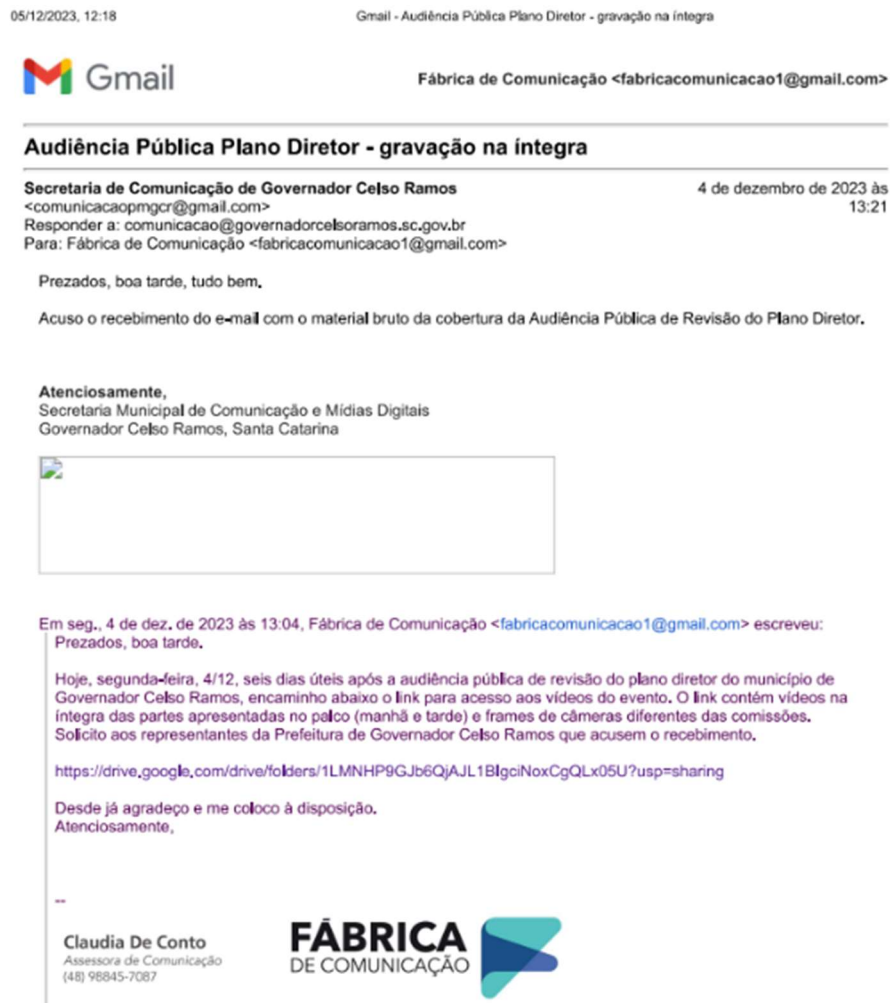 05/12/2023, 12:18 Gmail - Audiência Pública Plano Diretor - gravação na íntegra
Gmail Fábrica de Comunicação <fabricacomunicacao1@gmail.com>
Audiência Pública Plano Diretor - gravação na íntegra
Secretaria de Comunicação de Governador Celso Ramos 4 de dezembro de 2023 às
<comunicacaopmgcr@gmail.com> 13:21
Responder a: comunicacao@governadorcelsoramos.sc.gov.br
Para: Fábrica de Comunicação <fabricacomunicacao1@gmail.com>
Prezados, boa tarde, tudo bem.
Acuso o recebimento do e-mail com o material bruto da cobertura da Audiência Pública de Revisão do Plano Diretor.
Atenciosamente,
Secretaria Municipal de Comunicação e Mídias Digitais
Governador Celso Ramos, Santa Catarina
Em seg., 4 de dez. de 2023 às 13:04, Fábrica de Comunicação <fabricacomunicacao1@gmail.com> escreveu:
Prezados, boa tarde.
Hoje, segunda-feira, 4/12, seis dias úteis após a audiência pública de revisão do plano diretor do município de
Governador Celso Ramos, encaminho abaixo o link para acesso aos vídeos do evento. O link contém vídeos na
íntegra das partes apresentadas no palco (manhã e tarde) e frames de câmeras diferentes das comissões.
Solicito aos representantes da Prefeitura de Governador Celso Ramos que acusem o recebimento.
https://drive.google.com/drive/folders/1LMNHP9GJb6QjAJL1BIgciNoxCgQLx05U?usp=sharing
Desde já agradeço e me coloco à disposição.
Atenciosamente,
--
Claudia De Conto
Assessora de Comunicação
(48) 98845-7087
FÁBRICA
DE COMUNICAÇÃO